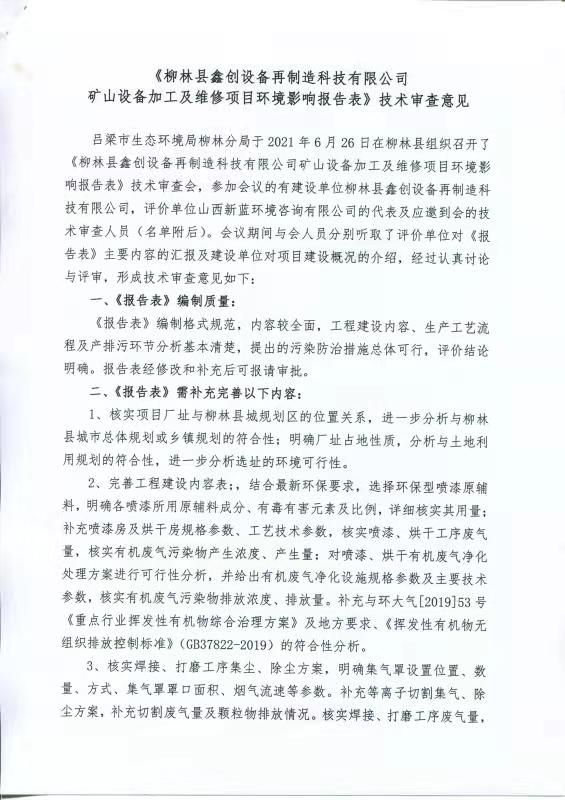 《柳林县鑫创设备再制造科技有限公司
矿山设备加工及维修项目环境影响报告表》技术审查意见
吕梁市生态环境局柳林分局于 2021 年 6 月 26 日在柳林县组织召开了
《柳林县鑫创设备再制造科技有限公司矿山设备加工及维修项目环境影
响报告表》技术审查会，参加会议的有建设单位柳林县鑫创设备再制造科
技有限公司，评价单位山西新蓝环境咨询有限公司的代表及应邀到会的技
术审查人员（名单附后）。会议期间与会人员分别听取了评价单位对《报
告表》主要内容的汇报及建设单位对项目建设概况的介绍，经过认真讨论
与评审，形成技术审查意见如下：
一、《报告表》编制质量：
《报告表》编制格式规范，内容较全面，工程建设内容、生产工艺流
程及产排污环节分析基本清楚，提出的污染防治措施总体可行，评价结论
明确。报告表经修改和补充后可报请审批。
二、《报告表》需补充完善以下内容：
1、核实项目厂址与柳林县城规划区的位置关系，进一步分析与柳林
县城市总体规划或乡镇规划的符合性；明确厂址占地性质，分析与土地利
用规划的符合性，进一步分析选址的环境可行性。
2、完善工程建设内容表；，结合最新环保要求，选择环保型喷漆原辅
料，明确各喷漆所用原辅料成分、有毒有害元素及比例，详细核实其用量；
补充喷漆房及烘干房规格参数、工艺技术参数，核实喷漆、烘干工序废气
量，核实有机废气污染物产生浓度、产生量；对喷漆、烘干有机废气净化
处理方案进行可行性分析，并给出有机废气净化设施规格参数及主要技术
参数，核实有机废气污染物排放浓度、排放量。补充与环大气[2019]53 号
《重点行业挥发性有机物综合治理方案》及地方要求、《挥发性有机物无
组织排放控制标准》（GB37822-2019）的符合性分析。
3、核实焊接、打磨工序集尘、除尘方案，明确集气罩设置位置、数
量、方式、集气罩罩口面积、烟气流速等参数。补充等离子切割集气、除
尘方案，补充切割废气量及颗粒物排放情况。核实焊接、打磨工序废气量，